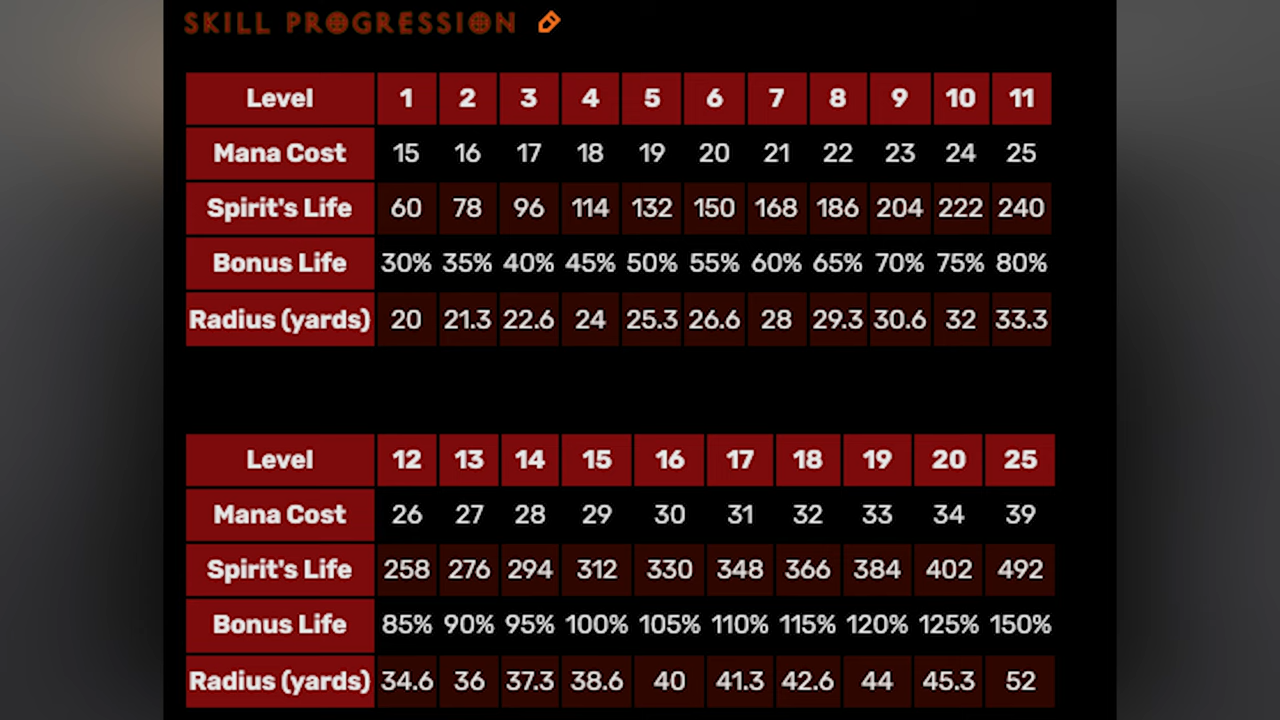 SKILL PROGRESSION
Level 1 2 3 4 5 6 7 8 9 10 11
Mana Cost 15 16 17 18 19 20 21 22 23 24 25
Spirit's Life 60 78 96 114 132 150 168 186 204 222 240
Bonus Life 30% 35% 40% 45% 50% 55% 60% 65% 70% 75% 80%
Radius (yards) 20 21.3 22.6 24 25.3 26.6 28 29.3 30.6 32 33.3
Level 12 13 14 15 16 17 18 19 20 25
Mana Cost 26 27 28 29 30 31 32 33 34 39
Spirit's Life 258 276 294 312 330 348 366 384 402 492
Bonus Life 85% 90% 95% 100% 105% 110% 115% 120% 125% 150%
Radius (yards) 34.6 36 37.3 38.6 40 41.3 42.6 44 45.3 52